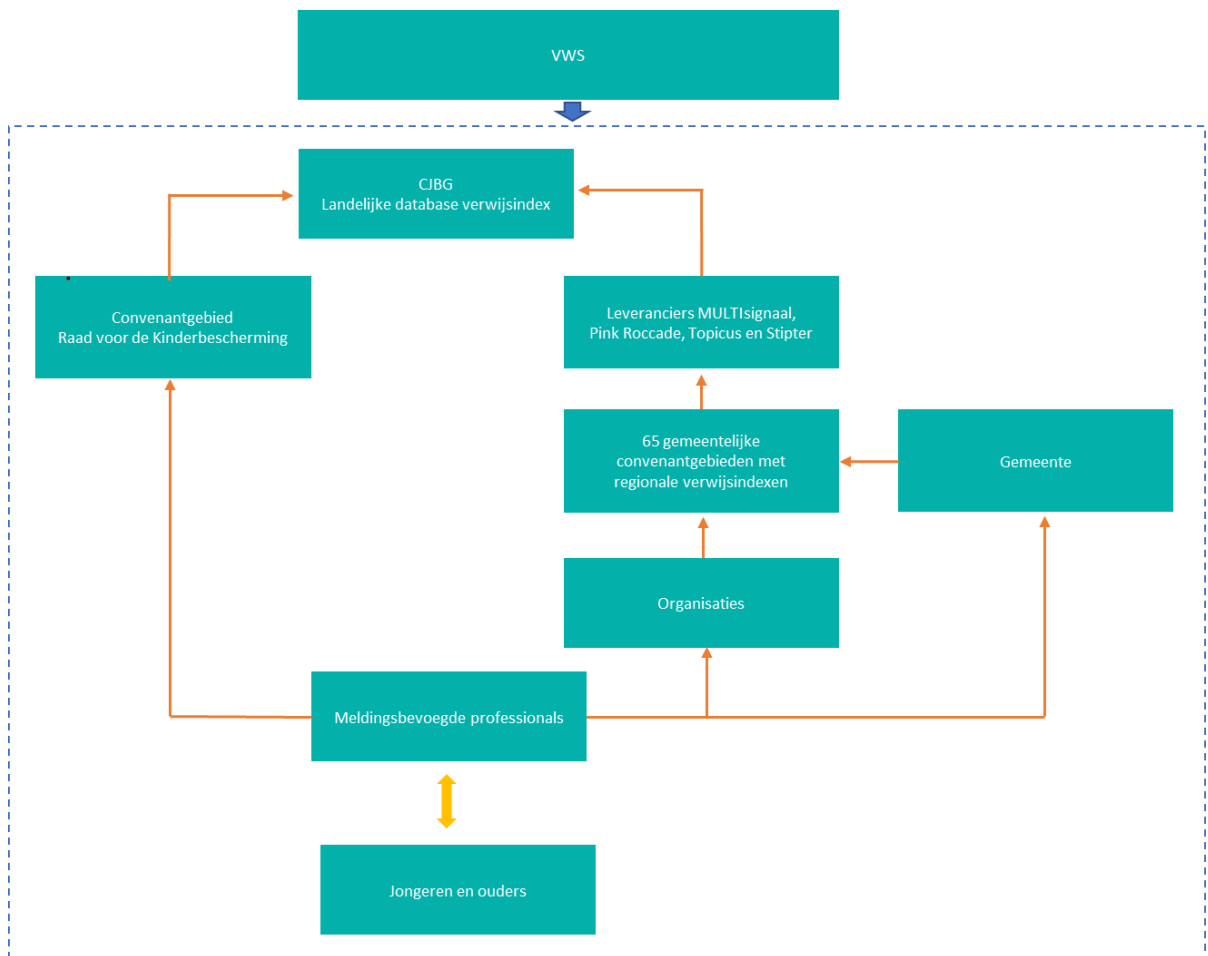 VWS
CJBG
Landelijke database verwijsindex
Convenantgebied
Raad voor de Kinderbescherming
Leveranciers MULTIsignaal,
Pink Roccade, Topicus en Stipter
65 gemeentelijke
convenantgebieden met
regionale verwijsindexen
Gemeente
Organisaties
Meldingsbevoegde professionals
Jongeren en ouders